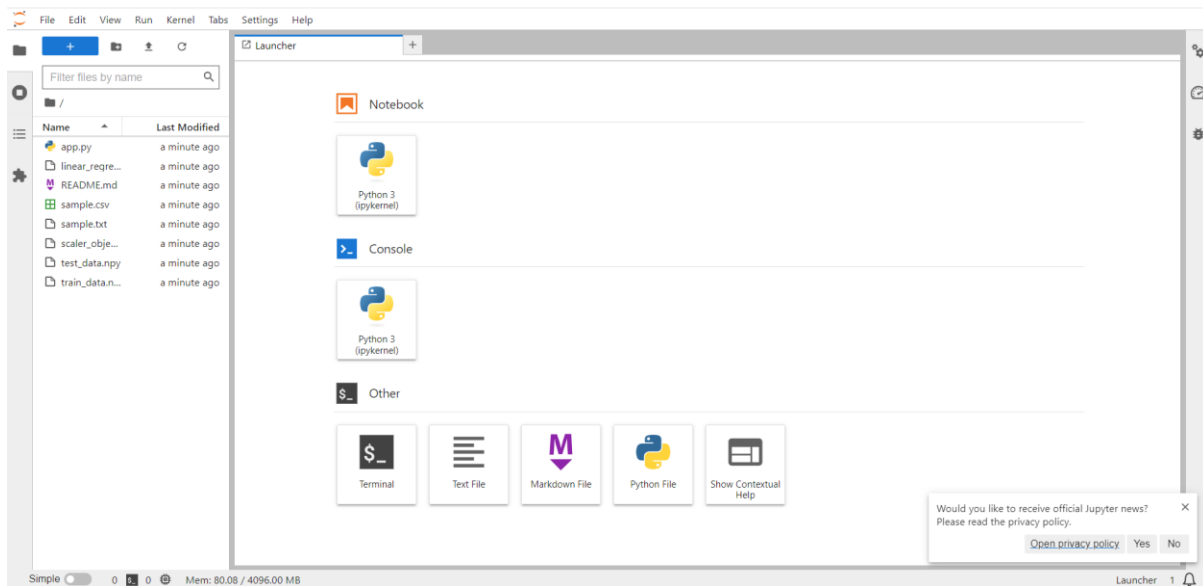 File Edit View Run Kernel Tabs Settings Help
Launcher
Filter files by name
/
Name Last Modified
app.py a minute ago
linear_regre... a minute ago
README.md a minute ago
sample.csv a minute ago
sample.txt a minute ago
scaler_obje... a minute ago
test_data.npy a minute ago
train_data.n... a minute ago
Notebook
Python 3
(ipykernel)
Console
Python 3
(ipykernel)
$_ Other
$_
M
Terminal Text File Markdown File Python File Show Contextual
Help
Would you like to receive official Jupyter news?
Please read the privacy policy.
Open privacy policy Yes No
Simple 0 $_ 0 Mem: 80.08 / 4096.00 MB Launcher 1